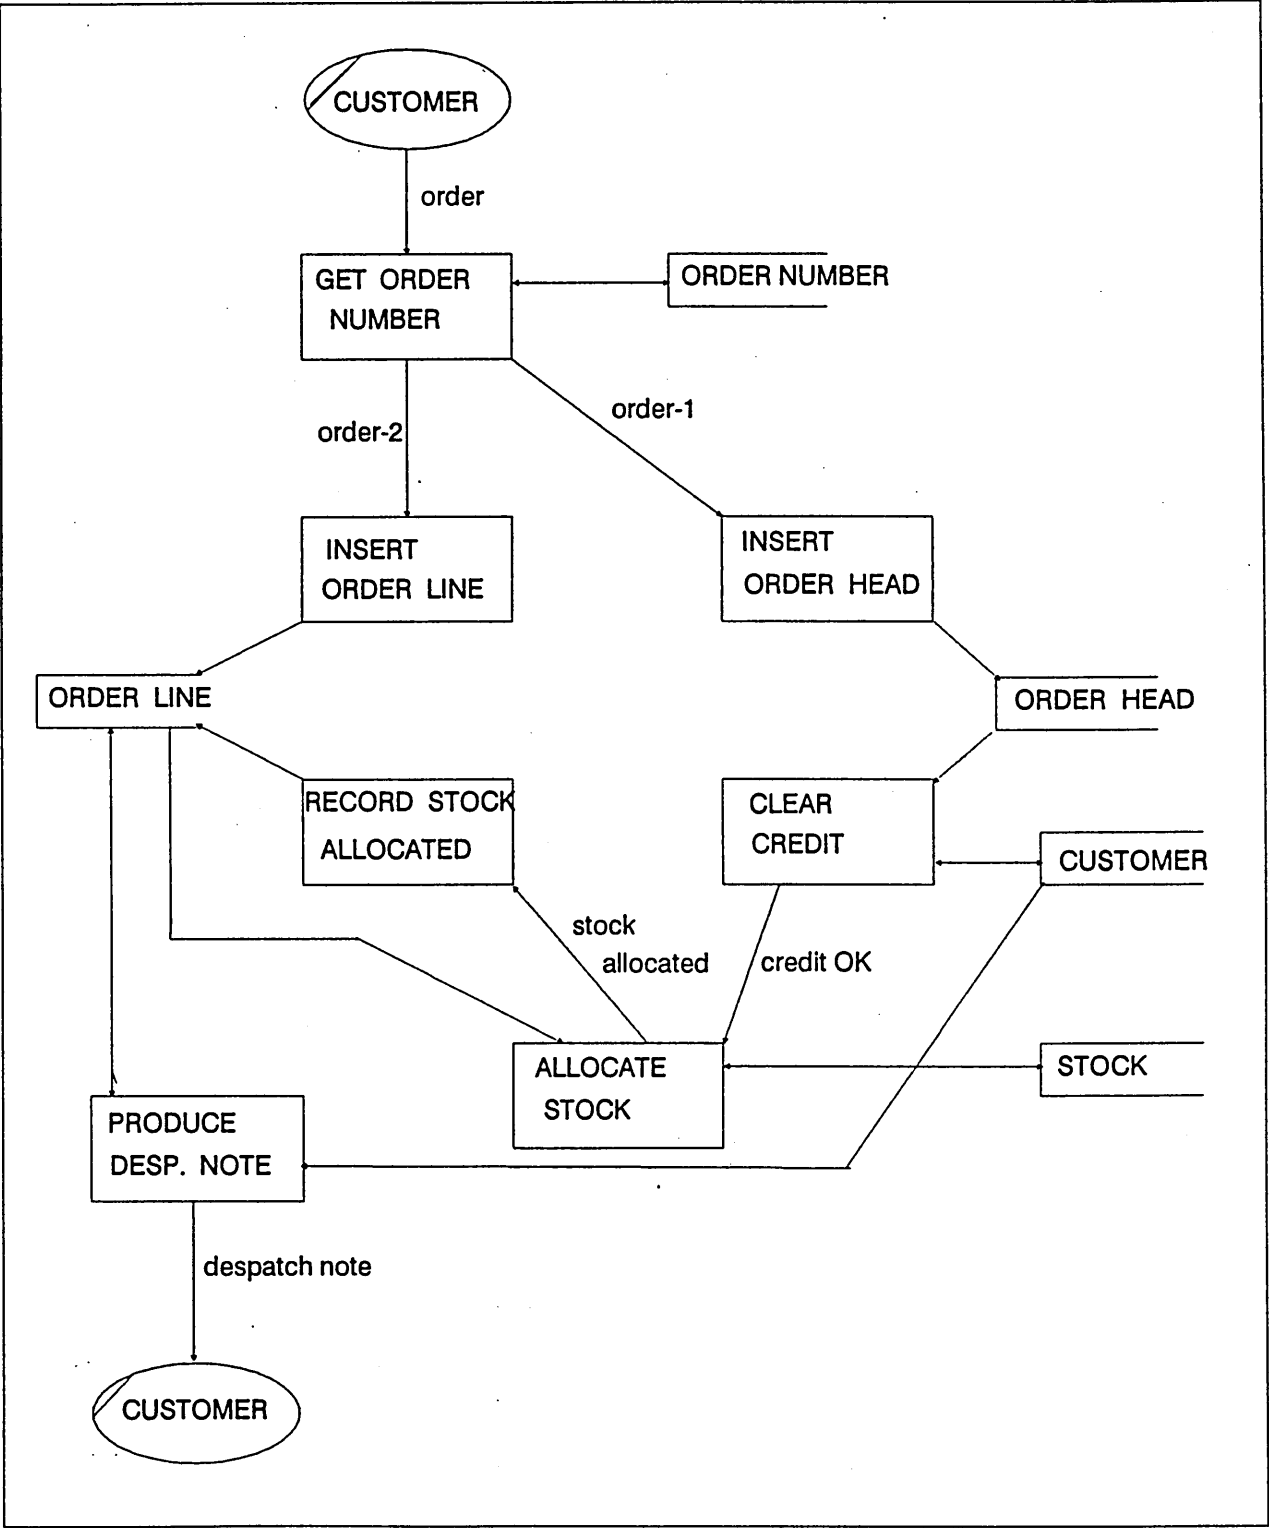 CUSTOMER
order
GET ORDER
NUMBER
ORDER NUMBER
order-1
order-2
INSERT
ORDER LINE
INSERT
ORDER HEAD
ORDER LINE
ORDER HEAD
RECORD STOCK
ALLOCATED
CLEAR
CREDIT
CUSTOMER
stock
allocated
credit OK
ALLOCATE
STOCK
STOCK
PRODUCE
DESP. NOTE
despatch note
CUSTOMER